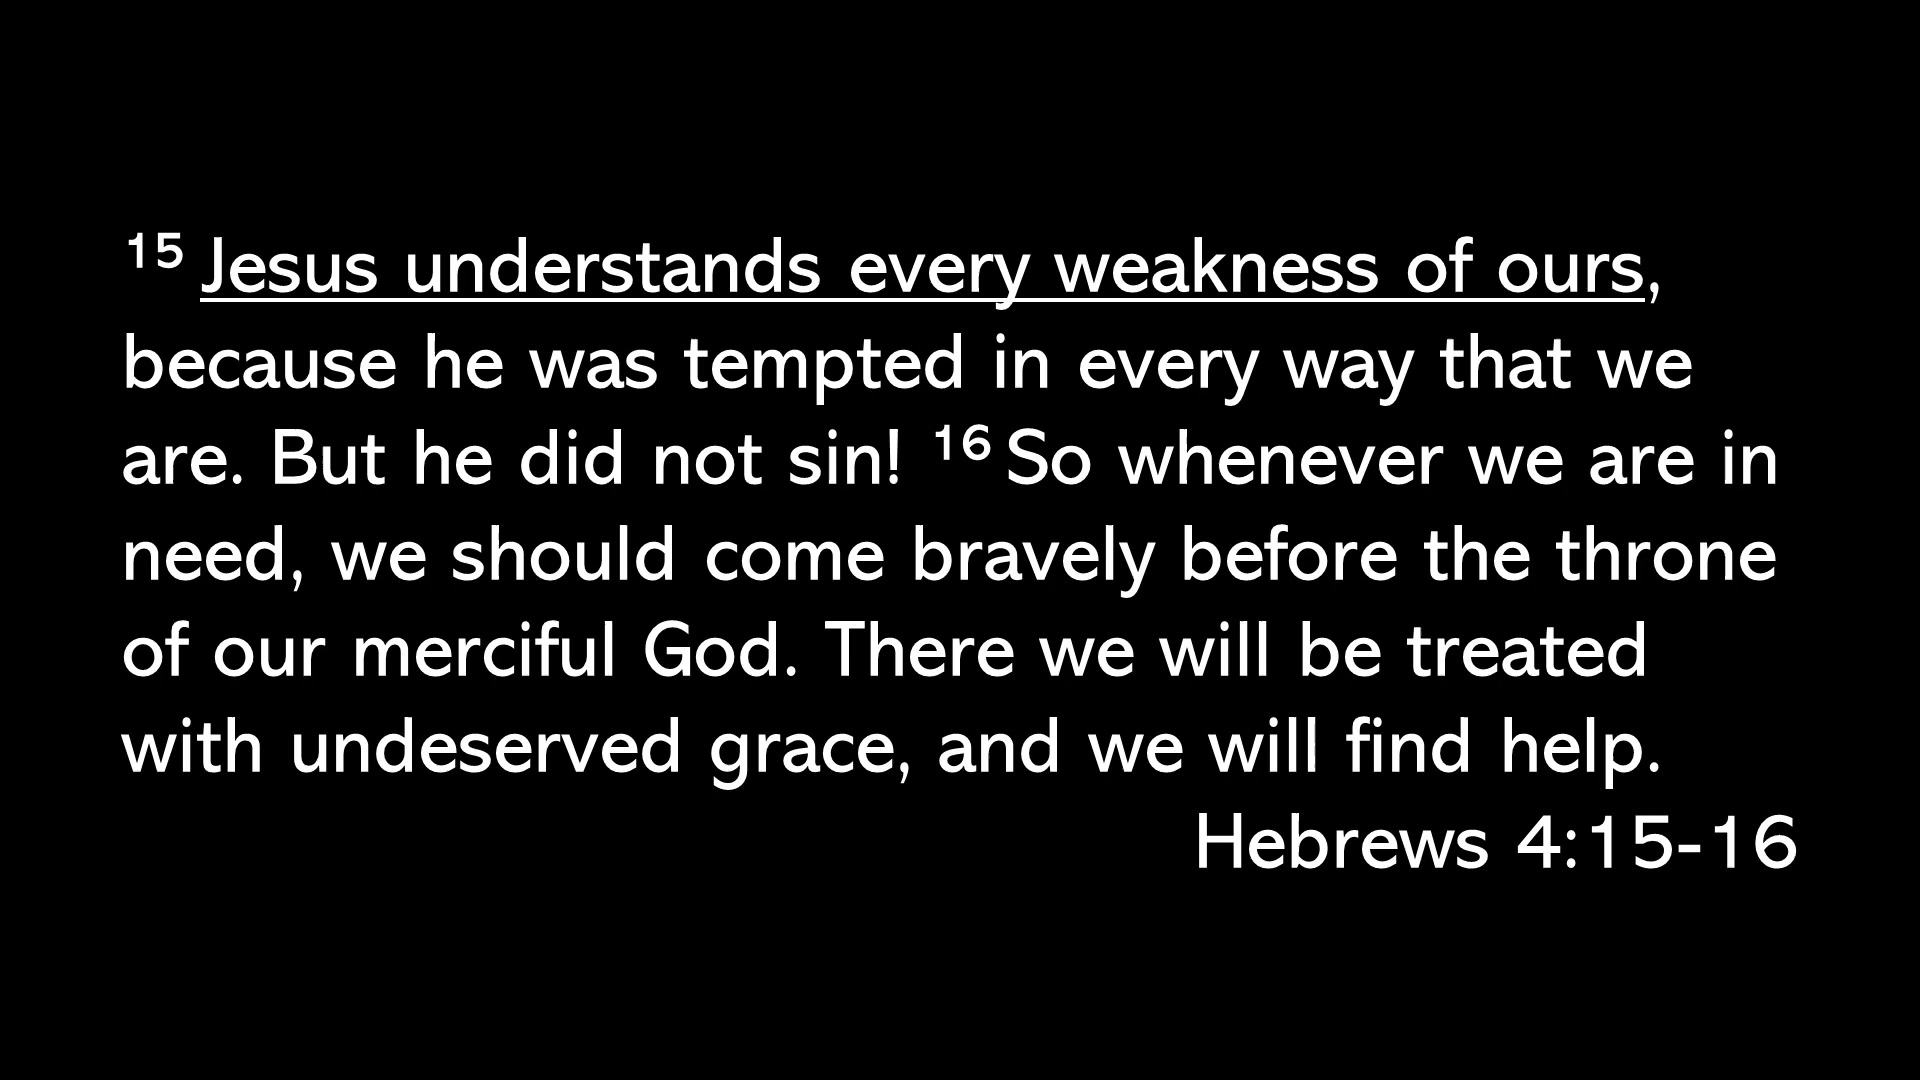 15 Jesus understands every weakness of ours,
because he was tempted in every way that we
are. But he did not sin! 16 So whenever we are in
need, we should come bravely before the throne
of our merciful God. There we will be treated
with undeserved grace, and we will find help.
Hebrews 4:15-16